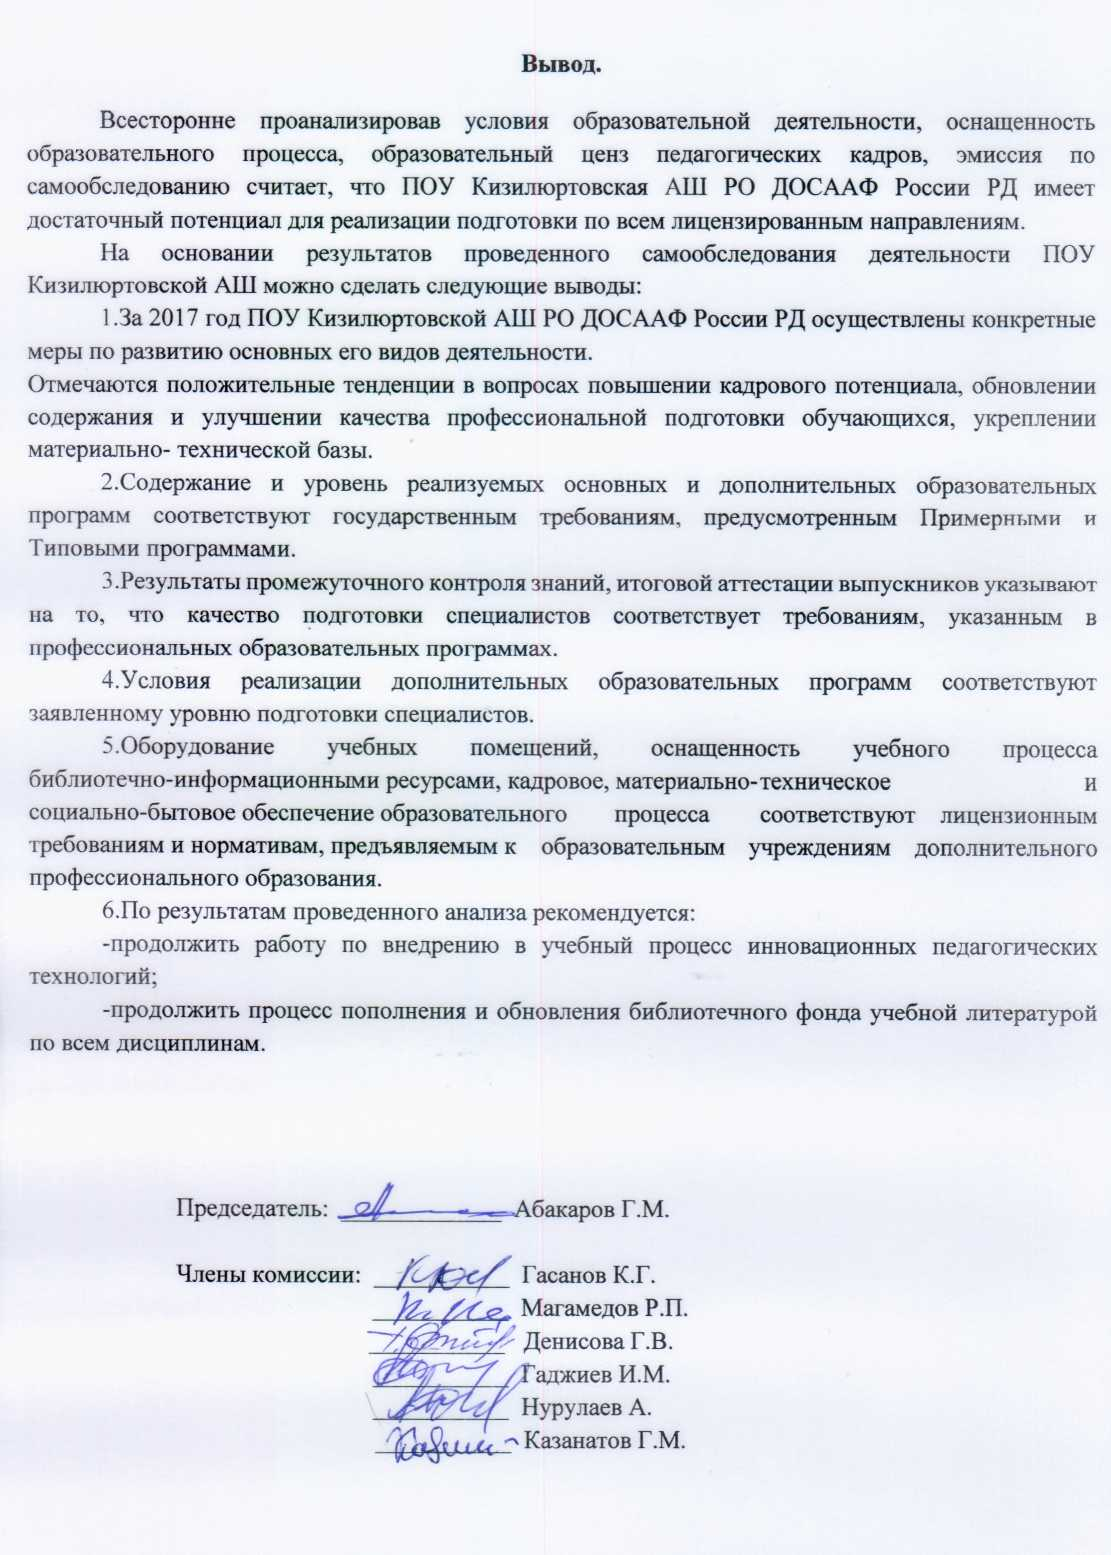 Вывод.
Всесторонне проанализировав условия образовательной деятельности, оснащенность
образовательного процесса, образовательный ценз педагогических кадров, эмиссия по
самообследованию считает, что ПОУ Кизилюртовская АШ РО ДОСААФ России РД имеет
достаточный потенциал для реализации подготовки по всем лицензированным направлениям.
На основании результатов проведенного самообследования деятельности ПОУ
Кизилюртовской АШ можно сделать следующие выводы:
1.За 2017 год ПОУ Кизилюртовской АШ РО ДОСААФ России РД осуществлены конкретные
меры по развитию основных его видов деятельности.
Отмечаются положительные тенденции в вопросах повышении кадрового потенциала, обновлении
содержания и улучшении качества профессиональной подготовки обучающихся, укреплении
материально- технической базы.
2.Содержание и уровень реализуемых основных и дополнительных образовательных
программ соответствуют государственным требованиям, предусмотренным Примерными и
Типовыми программами.
3.Результаты промежуточного контроля знаний, итоговой аттестации выпускников указывают
на то, что качество подготовки специалистов соответствует требованиям, указанным в
профессиональных образовательных программах.
4.Условия реализации дополнительных образовательных программ соответствуют
заявленному уровню подготовки специалистов.
5.Оборудование учебных помещений, оснащенность учебного процесса
библиотечно-информационными ресурсами, кадровое, материально-техническое и
социально-бытовое обеспечение образовательного процесса соответствуют лицензионным
требованиям и нормативам, предъявляемым к образовательным учреждениям дополнительного
профессионального образования.
6.По результатам проведенного анализа рекомендуется:
-продолжить работу по внедрению в учебный процесс инновационных педагогических
технологий;
-продолжить процесс пополнения и обновления библиотечного фонда учебной литературой
по всем дисциплинам.
Председатель: Абакаров Г.М.
Члены комиссии: Гасанов К.Г.
Магамедов Р.П.
Денисова Г.В.
Гаджиев И.М.
Нурулаев А.
Казанатов Г.М.